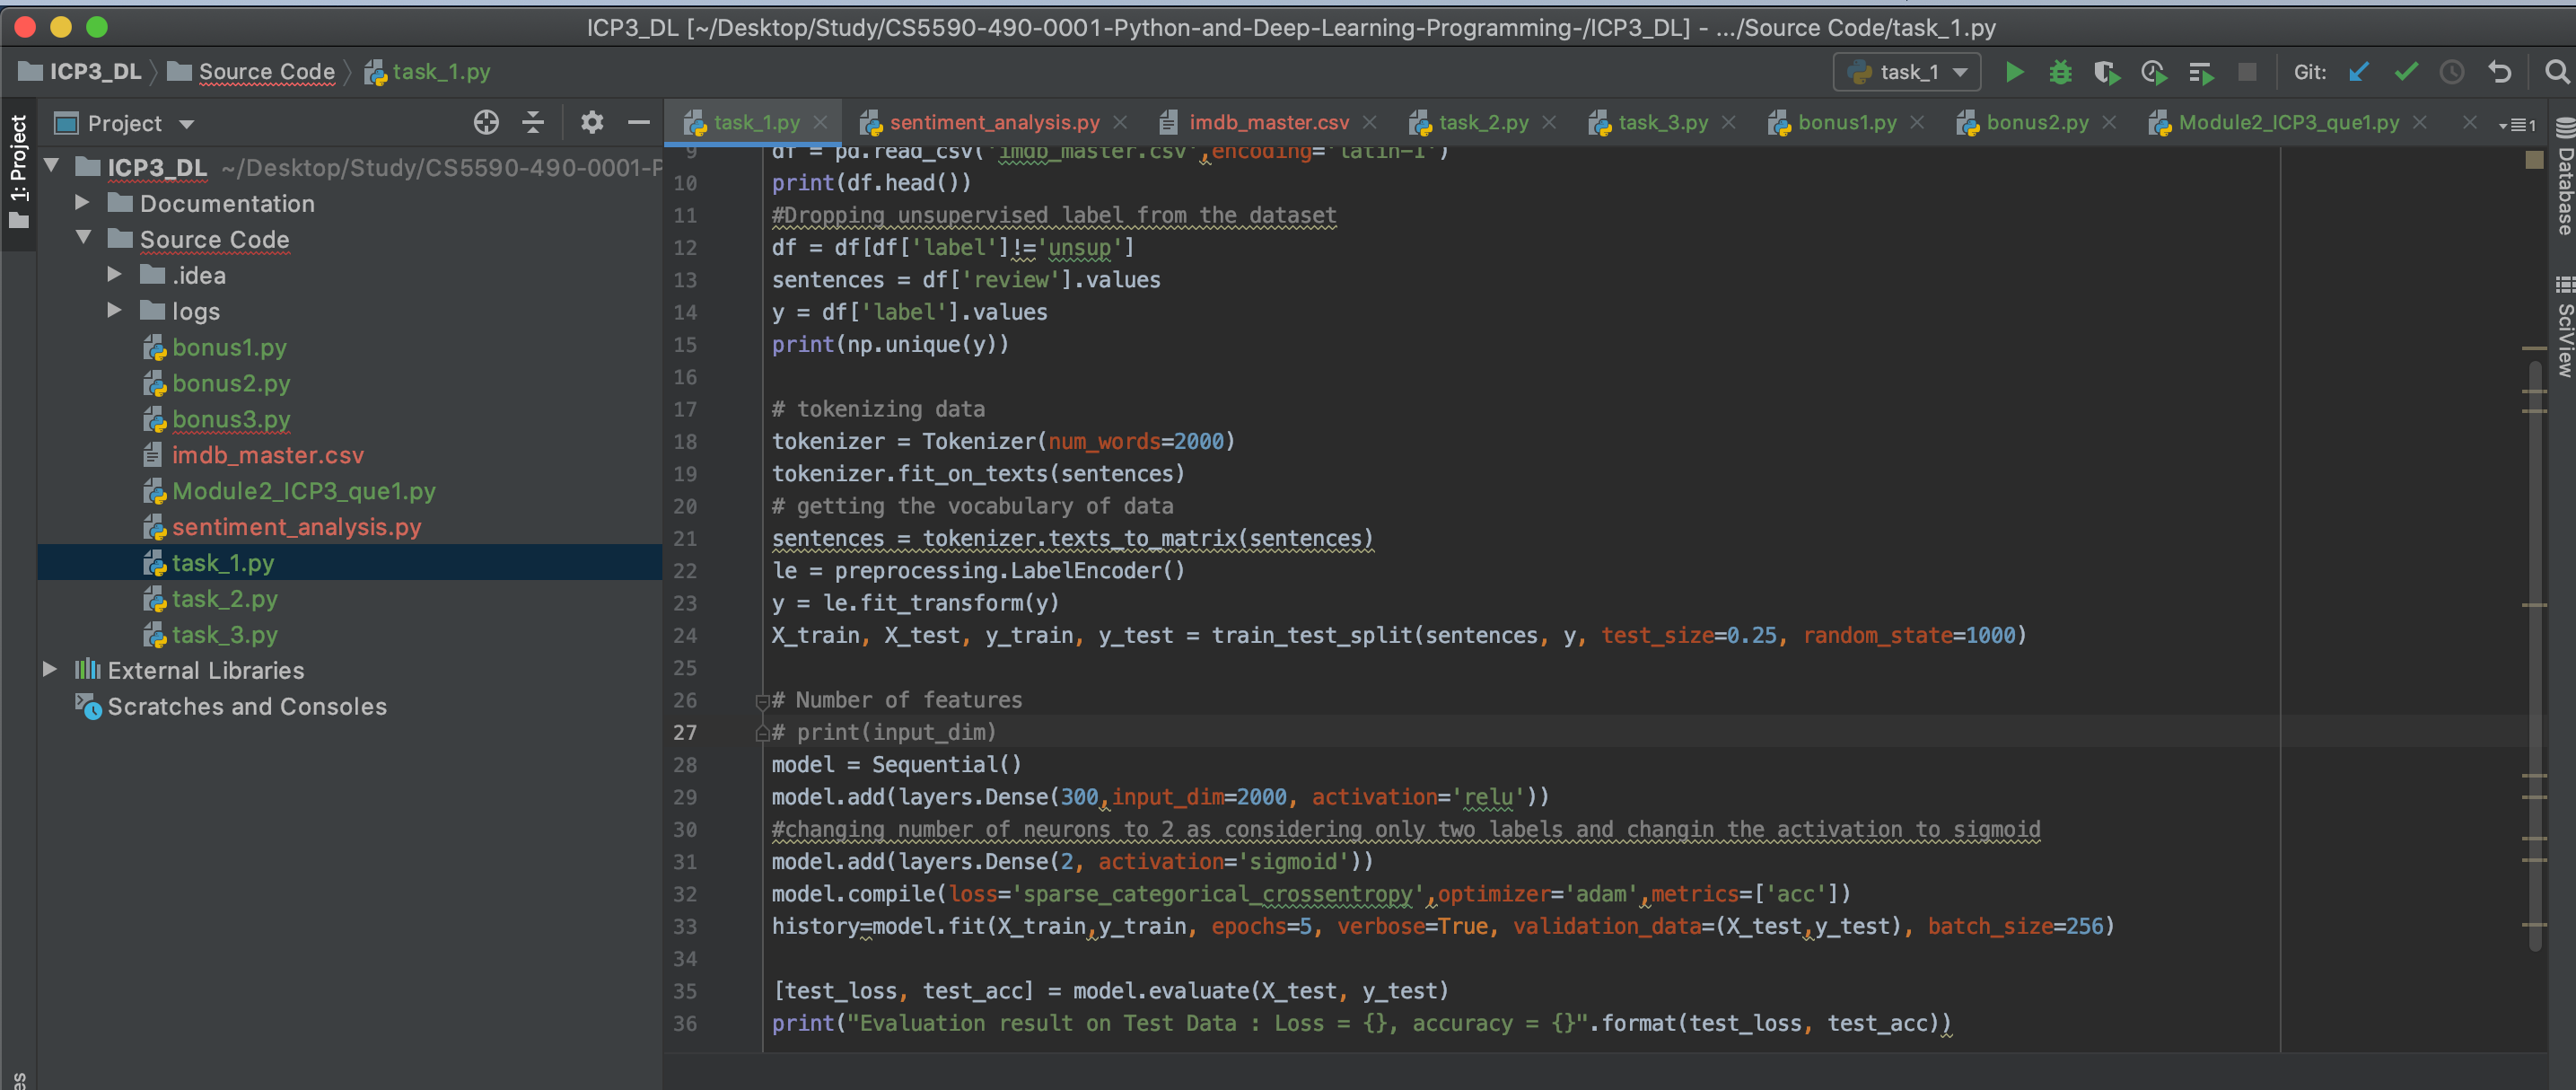 ICP3_DL [~/Desktop/Study/CS5590-490-0001-Python-and-Deep-Learning-Programming-/ICP3_DL] - .../Source Code/task_1.py
ICP3_DL Source Code task_1.py
task_1 Git:
1: Project
Project
task_1.py sentiment_analysis.py imdb_master.csv task_2.py task_3.py bonus1.py bonus2.py Module2_ICP3_que1.py 1
ICP3_DL ~/Desktop/Study/CS5590-490-0001-P
Documentation
Source Code
.idea
logs
bonus1.py
bonus2.py
bonus3.py
imdb_master.csv
Module2_ICP3_que1.py
sentiment_analysis.py
task_1.py
task_2.py
task_3.py
External Libraries
Scratches and Consoles
9 df = pd.read_csv('imdb_master.csv',encoding='latin-1')
10 print(df.head())
11 #Dropping unsupervised label from the dataset
12 df = df[df['label']!='unsup']
13 sentences = df['review'].values
14 y = df['label'].values
15 print(np.unique(y))
16
17 # tokenizing data
18 tokenizer = Tokenizer(num_words=2000)
19 tokenizer.fit_on_texts(sentences)
20 # getting the vocabulary of data
21 sentences = tokenizer.texts_to_matrix(sentences)
22 le = preprocessing.LabelEncoder()
23 y = le.fit_transform(y)
24 X_train, X_test, y_train, y_test = train_test_split(sentences, y, test_size=0.25, random_state=1000)
25
26 # Number of features
27 # print(input_dim)
28 model = Sequential()
29 model.add(layers.Dense(300,input_dim=2000, activation='relu'))
30 #changing number of neurons to 2 as considering only two labels and changin the activation to sigmoid
31 model.add(layers.Dense(2, activation='sigmoid'))
32 model.compile(loss='sparse_categorical_crossentropy',optimizer='adam',metrics=['acc'])
33 history=model.fit(X_train,y_train, epochs=5, verbose=True, validation_data=(X_test,y_test), batch_size=256)
34
35 [test_loss, test_acc] = model.evaluate(X_test, y_test)
36 print("Evaluation result on Test Data : Loss = {}, accuracy = {}".format(test_loss, test_acc))
Database
SciView